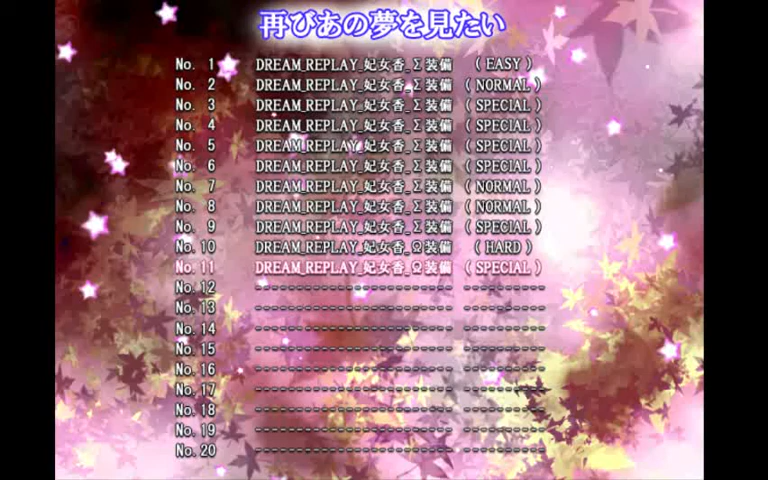 再びあの夢を見たい
No. 1 DREAM_REPLAY_妃女香_Σ装備 ( EASY )
No. 2 DREAM_REPLAY_妃女香_Σ装備 ( NORMAL )
No. 3 DREAM_REPLAY_妃女香_Σ装備 ( SPECIAL )
No. 4 DREAM_REPLAY_妃女香_Σ装備 ( SPECIAL )
No. 5 DREAM_REPLAY_妃女香_Σ装備 ( SPECIAL )
No. 6 DREAM_REPLAY_妃女香_Σ装備 ( SPECIAL )
No. 7 DREAM_REPLAY_妃女香_Σ装備 ( NORMAL )
No. 8 DREAM_REPLAY_妃女香_Σ装備 ( NORMAL )
No. 9 DREAM_REPLAY_妃女香_Σ装備 ( SPECIAL )
No. 10 DREAM_REPLAY_妃女香_Ω装備 ( HARD )
No. 11 DREAM_REPLAY_妃女香_Ω装備 ( SPECIAL )
No. 12 -------------------- --------
No. 13 -------------------- --------
No. 14 -------------------- --------
No. 15 -------------------- --------
No. 16 -------------------- --------
No. 17 -------------------- --------
No. 18 -------------------- --------
No. 19 -------------------- --------
No. 20 -------------------- --------